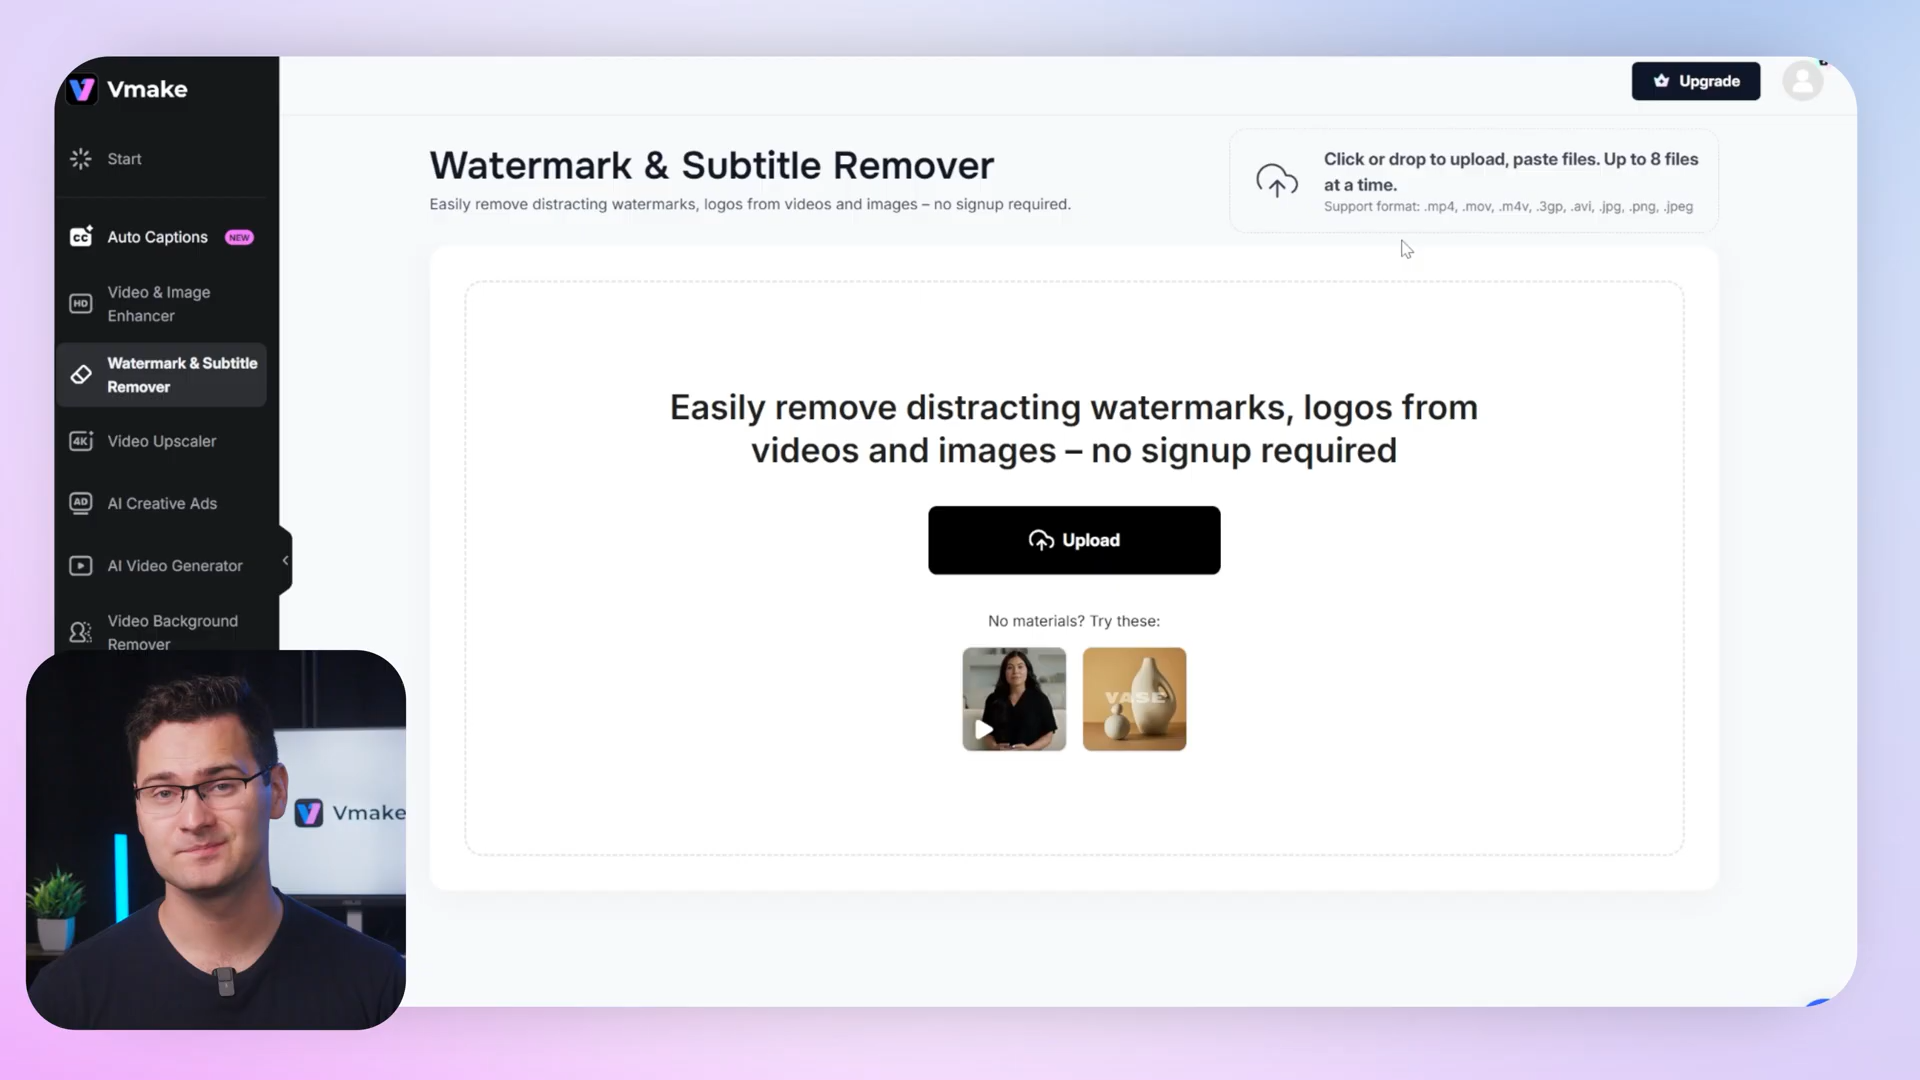 Vmake
Start
CC
Auto Captions NEW
HD
Video & Image
Enhancer
Watermark & Subtitle
Remover
4K
Video Upscaler
AD
AI Creative Ads
AI Video Generator
Video Background
Remover
Upgrade
Watermark & Subtitle Remover
Easily remove distracting watermarks, logos from videos and images – no signup required.
Click or drop to upload, paste files. Up to 8 files
at a time.
Support format: .mp4, .mov, .m4v, .3gp, .avi, .jpg, .png, .jpeg
Easily remove distracting watermarks, logos from
videos and images – no signup required
Upload
No materials? Try these:
VASE
Vmake